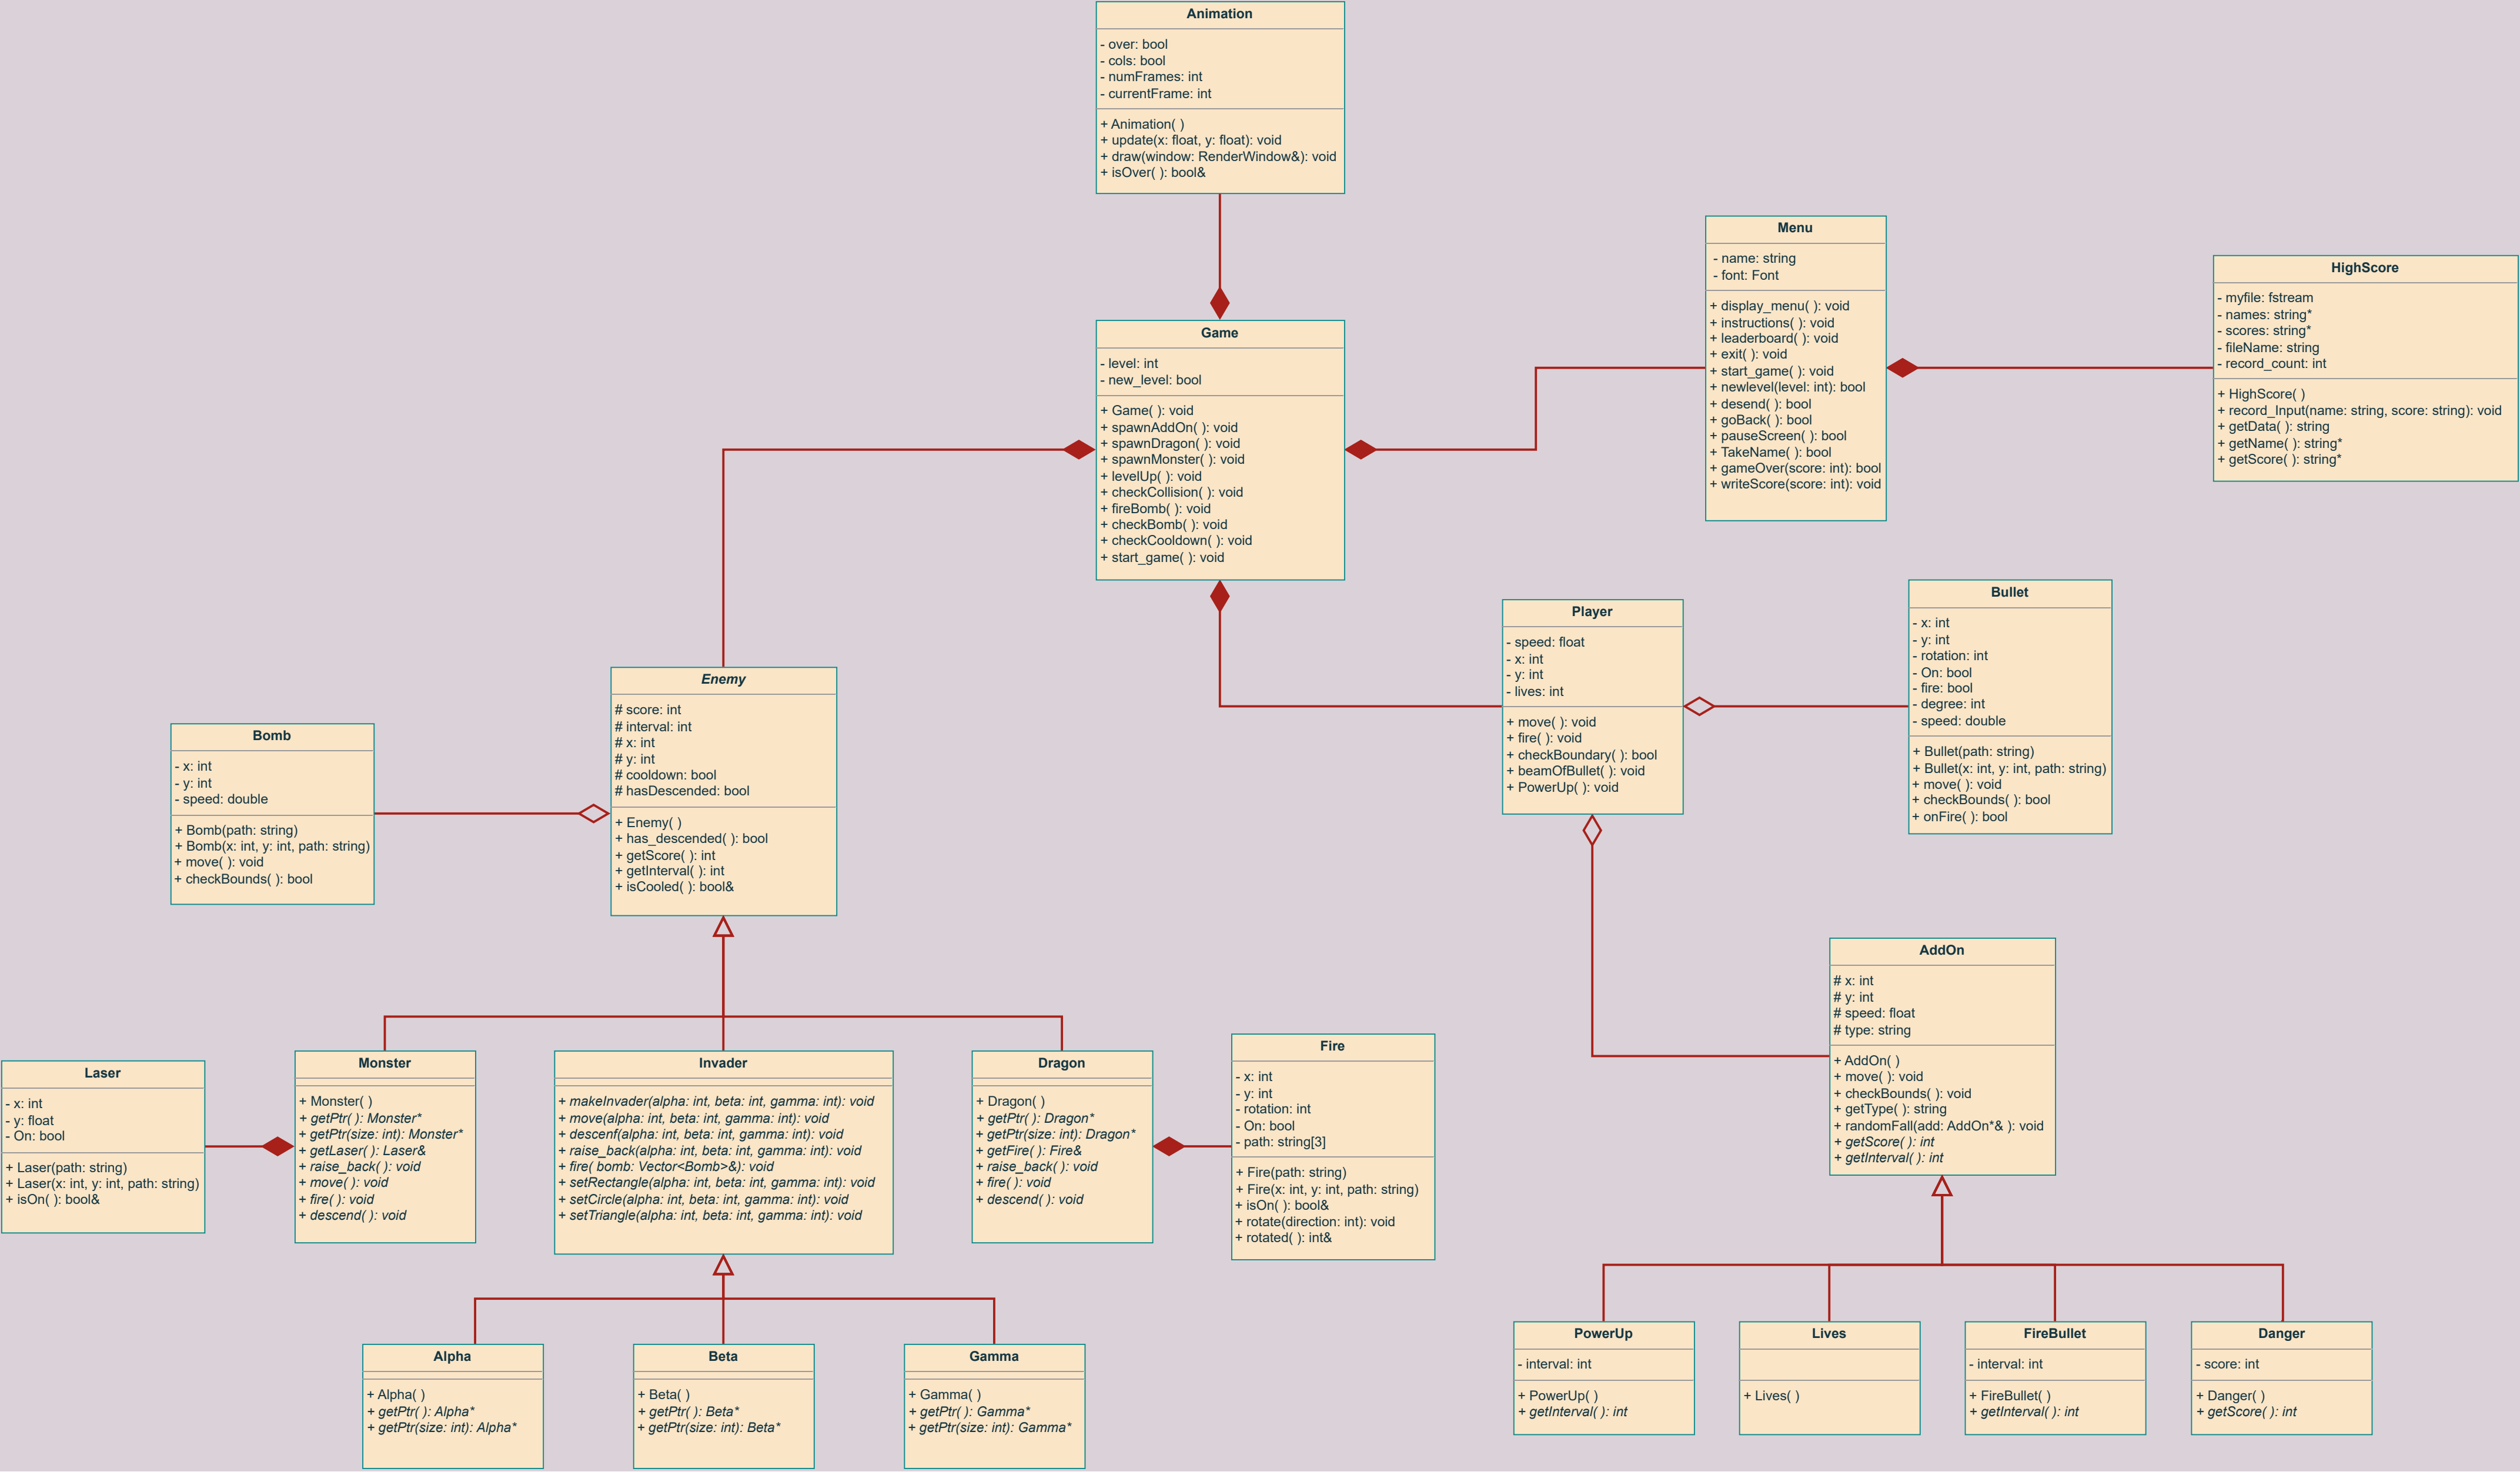 Animation
- over: bool
- cols: bool
- numFrames: int
- currentFrame: int
+ Animation( )
+ update(x: float, y: float): void
+ draw(window: RenderWindow&): void
+ isOver( ): bool&
Menu
- name: string
- font: Font
+ display_menu( ): void
+ instructions( ): void
+ leaderboard( ): void
+ exit( ): void
+ start_game( ): void
+ newlevel(level: int): bool
+ desend( ): bool
+ goBack( ): bool
+ pauseScreen( ): bool
+ TakeName( ): bool
+ gameOver(score: int): bool
+ writeScore(score: int): void
HighScore
- myfile: fstream
- names: string*
- scores: string*
- fileName: string
- record_count: int
+ HighScore( )
+ record_Input(name: string, score: string): void
+ getData( ): string
+ getName( ): string*
+ getScore( ): string*
Game
- level: int
- new_level: bool
+ Game( ): void
+ spawnAddOn( ): void
+ spawnDragon( ): void
+ spawnMonster( ): void
+ levelUp( ): void
+ checkCollision( ): void
+ fireBomb( ): void
+ checkBomb( ): void
+ checkCooldown( ): void
+ start_game( ): void
Player
- speed: float
- x: int
- y: int
- lives: int
+ move( ): void
+ fire( ): void
+ checkBoundary( ): bool
+ beamOfBullet( ): void
+ PowerUp( ): void
Bullet
- x: int
- y: int
- rotation: int
- On: bool
- fire: bool
- degree: int
- speed: double
+ Bullet(path: string)
+ Bullet(x: int, y: int, path: string)
+ move( ): void
+ checkBounds( ): bool
+ onFire( ): bool
Enemy
# score: int
# interval: int
# x: int
# y: int
# cooldown: bool
# hasDescended: bool
+ Enemy( )
+ has_descended( ): bool
+ getScore( ): int
+ getInterval( ): int
+ isCooled( ): bool&
Bomb
- x: int
- y: int
- speed: double
+ Bomb(path: string)
+ Bomb(x: int, y: int, path: string)
+ move( ): void
+ checkBounds( ): bool
AddOn
# x: int
# y: int
# speed: float
# type: string
+ AddOn( )
+ move( ): void
+ checkBounds( ): void
+ getType( ): string
+ randomFall(add: AddOn*& ): void
+ getScore( ): int
+ getInterval( ): int
Laser
- x: int
- y: float
- On: bool
+ Laser(path: string)
+ Laser(x: int, y: int, path: string)
+ isOn( ): bool&
Monster
+ Monster( )
+ getPtr( ): Monster*
+ getPtr(size: int): Monster*
+ getLaser( ): Laser&
+ raise_back( ): void
+ move( ): void
+ fire( ): void
+ descend( ): void
Invader
+ makeInvader(alpha: int, beta: int, gamma: int): void
+ move(alpha: int, beta: int, gamma: int): void
+ descenf(alpha: int, beta: int, gamma: int): void
+ raise_back(alpha: int, beta: int, gamma: int): void
+ fire( bomb: Vector<Bomb>&): void
+ setRectangle(alpha: int, beta: int, gamma: int): void
+ setCircle(alpha: int, beta: int, gamma: int): void
+ setTriangle(alpha: int, beta: int, gamma: int): void
Dragon
+ Dragon( )
+ getPtr( ): Dragon*
+ getPtr(size: int): Dragon*
+ getFire( ): Fire&
+ raise_back( ): void
+ fire( ): void
+ descend( ): void
Fire
- x: int
- y: int
- rotation: int
- On: bool
- path: string[3]
+ Fire(path: string)
+ Fire(x: int, y: int, path: string)
+ isOn( ): bool&
+ rotate(direction: int): void
+ rotated( ): int&
Alpha
+ Alpha( )
+ getPtr( ): Alpha*
+ getPtr(size: int): Alpha*
Beta
+ Beta( )
+ getPtr( ): Beta*
+ getPtr(size: int): Beta*
Gamma
+ Gamma( )
+ getPtr( ): Gamma*
+ getPtr(size: int): Gamma*
PowerUp
- interval: int
+ PowerUp( )
+ getInterval( ): int
Lives
+ Lives( )
FireBullet
- interval: int
+ FireBullet( )
+ getInterval( ): int
Danger
- score: int
+ Danger( )
+ getScore( ): int